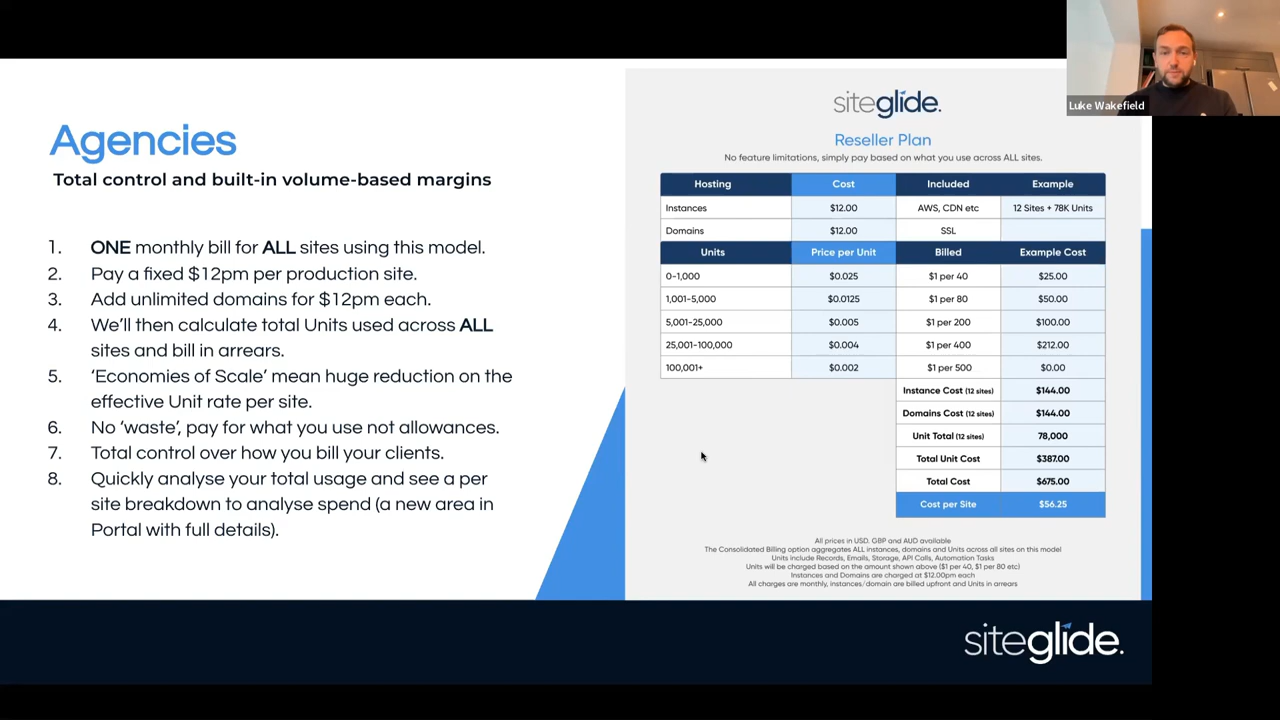 Luke Wakefield
Agencies
Total control and built-in volume-based margins
1. ONE monthly bill for ALL sites using this model.
2. Pay a fixed $12pm per production site.
3. Add unlimited domains for $12pm each.
4. We'll then calculate total Units used across ALL
sites and bill in arrears.
5. 'Economies of Scale' mean huge reduction on the
effective Unit rate per site.
6. No 'waste', pay for what you use not allowances.
7. Total control over how you bill your clients.
8. Quickly analyse your total usage and see a per
site breakdown to analyse spend (a new area in
Portal with full details).
siteglide.
Reseller Plan
No feature limitations, simply pay based on what you use across ALL sites.
Hosting Cost Included Example
Instances $12.00 AWS, CDN etc 12 Sites + 78K Units
Domains $12.00 SSL
Units Price per Unit Billed Example Cost
0-1,000 $0.025 $1 per 40 $25.00
1,001-5,000 $0.0125 $1 per 80 $50.00
5,001-25,000 $0.005 $1 per 200 $100.00
25,001-100,000 $0.004 $1 per 400 $212.00
100,001+ $0.002 $1 per 500 $0.00
Instance Cost (12 sites) $144.00
Domains Cost (12 sites) $144.00
Unit Total (12 sites) 78,000
Total Unit Cost $387.00
Total Cost $675.00
Cost per Site $56.25
All prices in USD. GBP and AUD available
The Consolidated Billing option aggregates ALL instances, domains and Units across all sites on this model
Units include Records, Emails, Storage, API Calls, Automation Tasks
Units will be charged based on the amount shown above ($1 per 40, $1 per 80 etc)
Instances and Domains are charged at $12.00pm each
All charges are monthly, instances/domain are billed upfront and Units in arrears
siteglide.